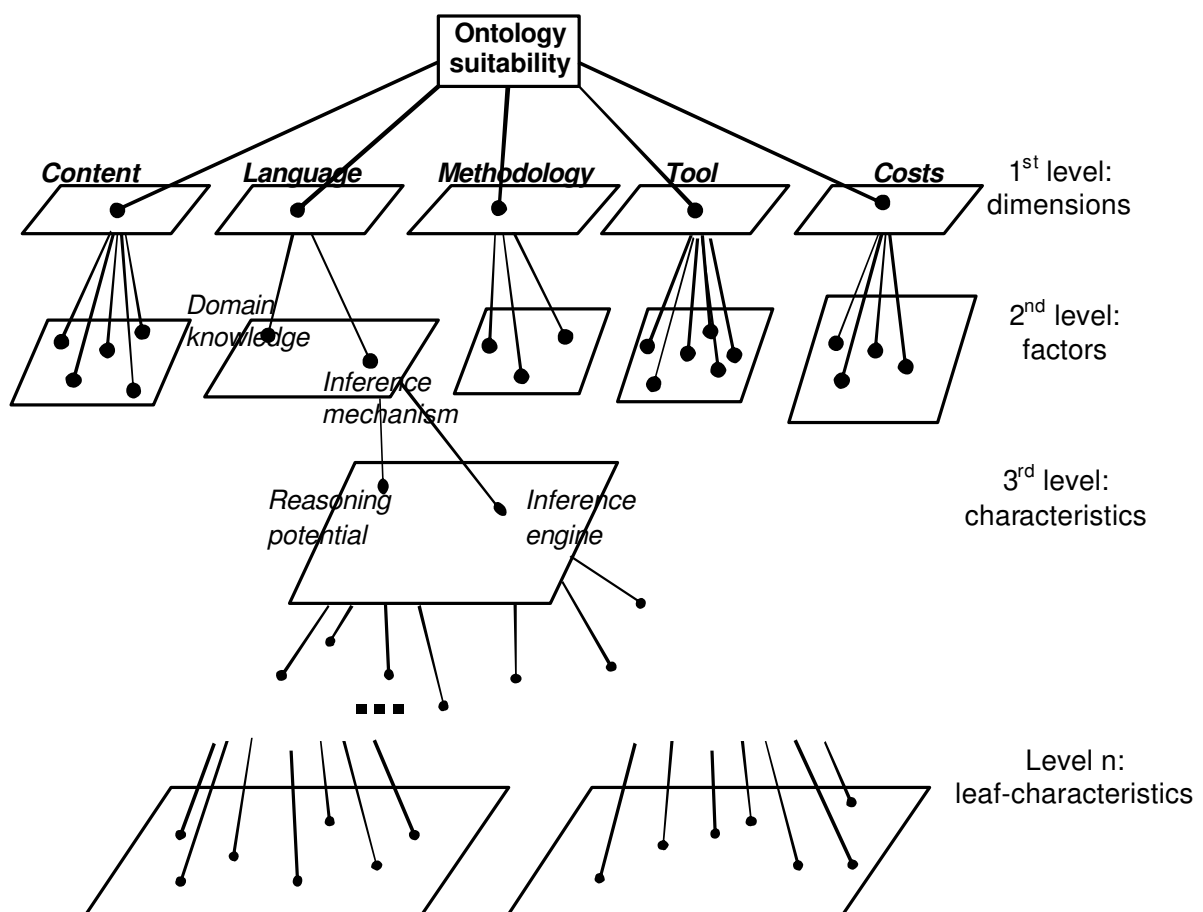 Ontology
suitability
Content
Language
Methodology
Tool
Costs
1st level:
dimensions
Domain
knowledge
Inference
mechanism
2nd level:
factors
Reasoning
potential
Inference
engine
3rd level:
characteristics
Level n:
leaf-characteristics